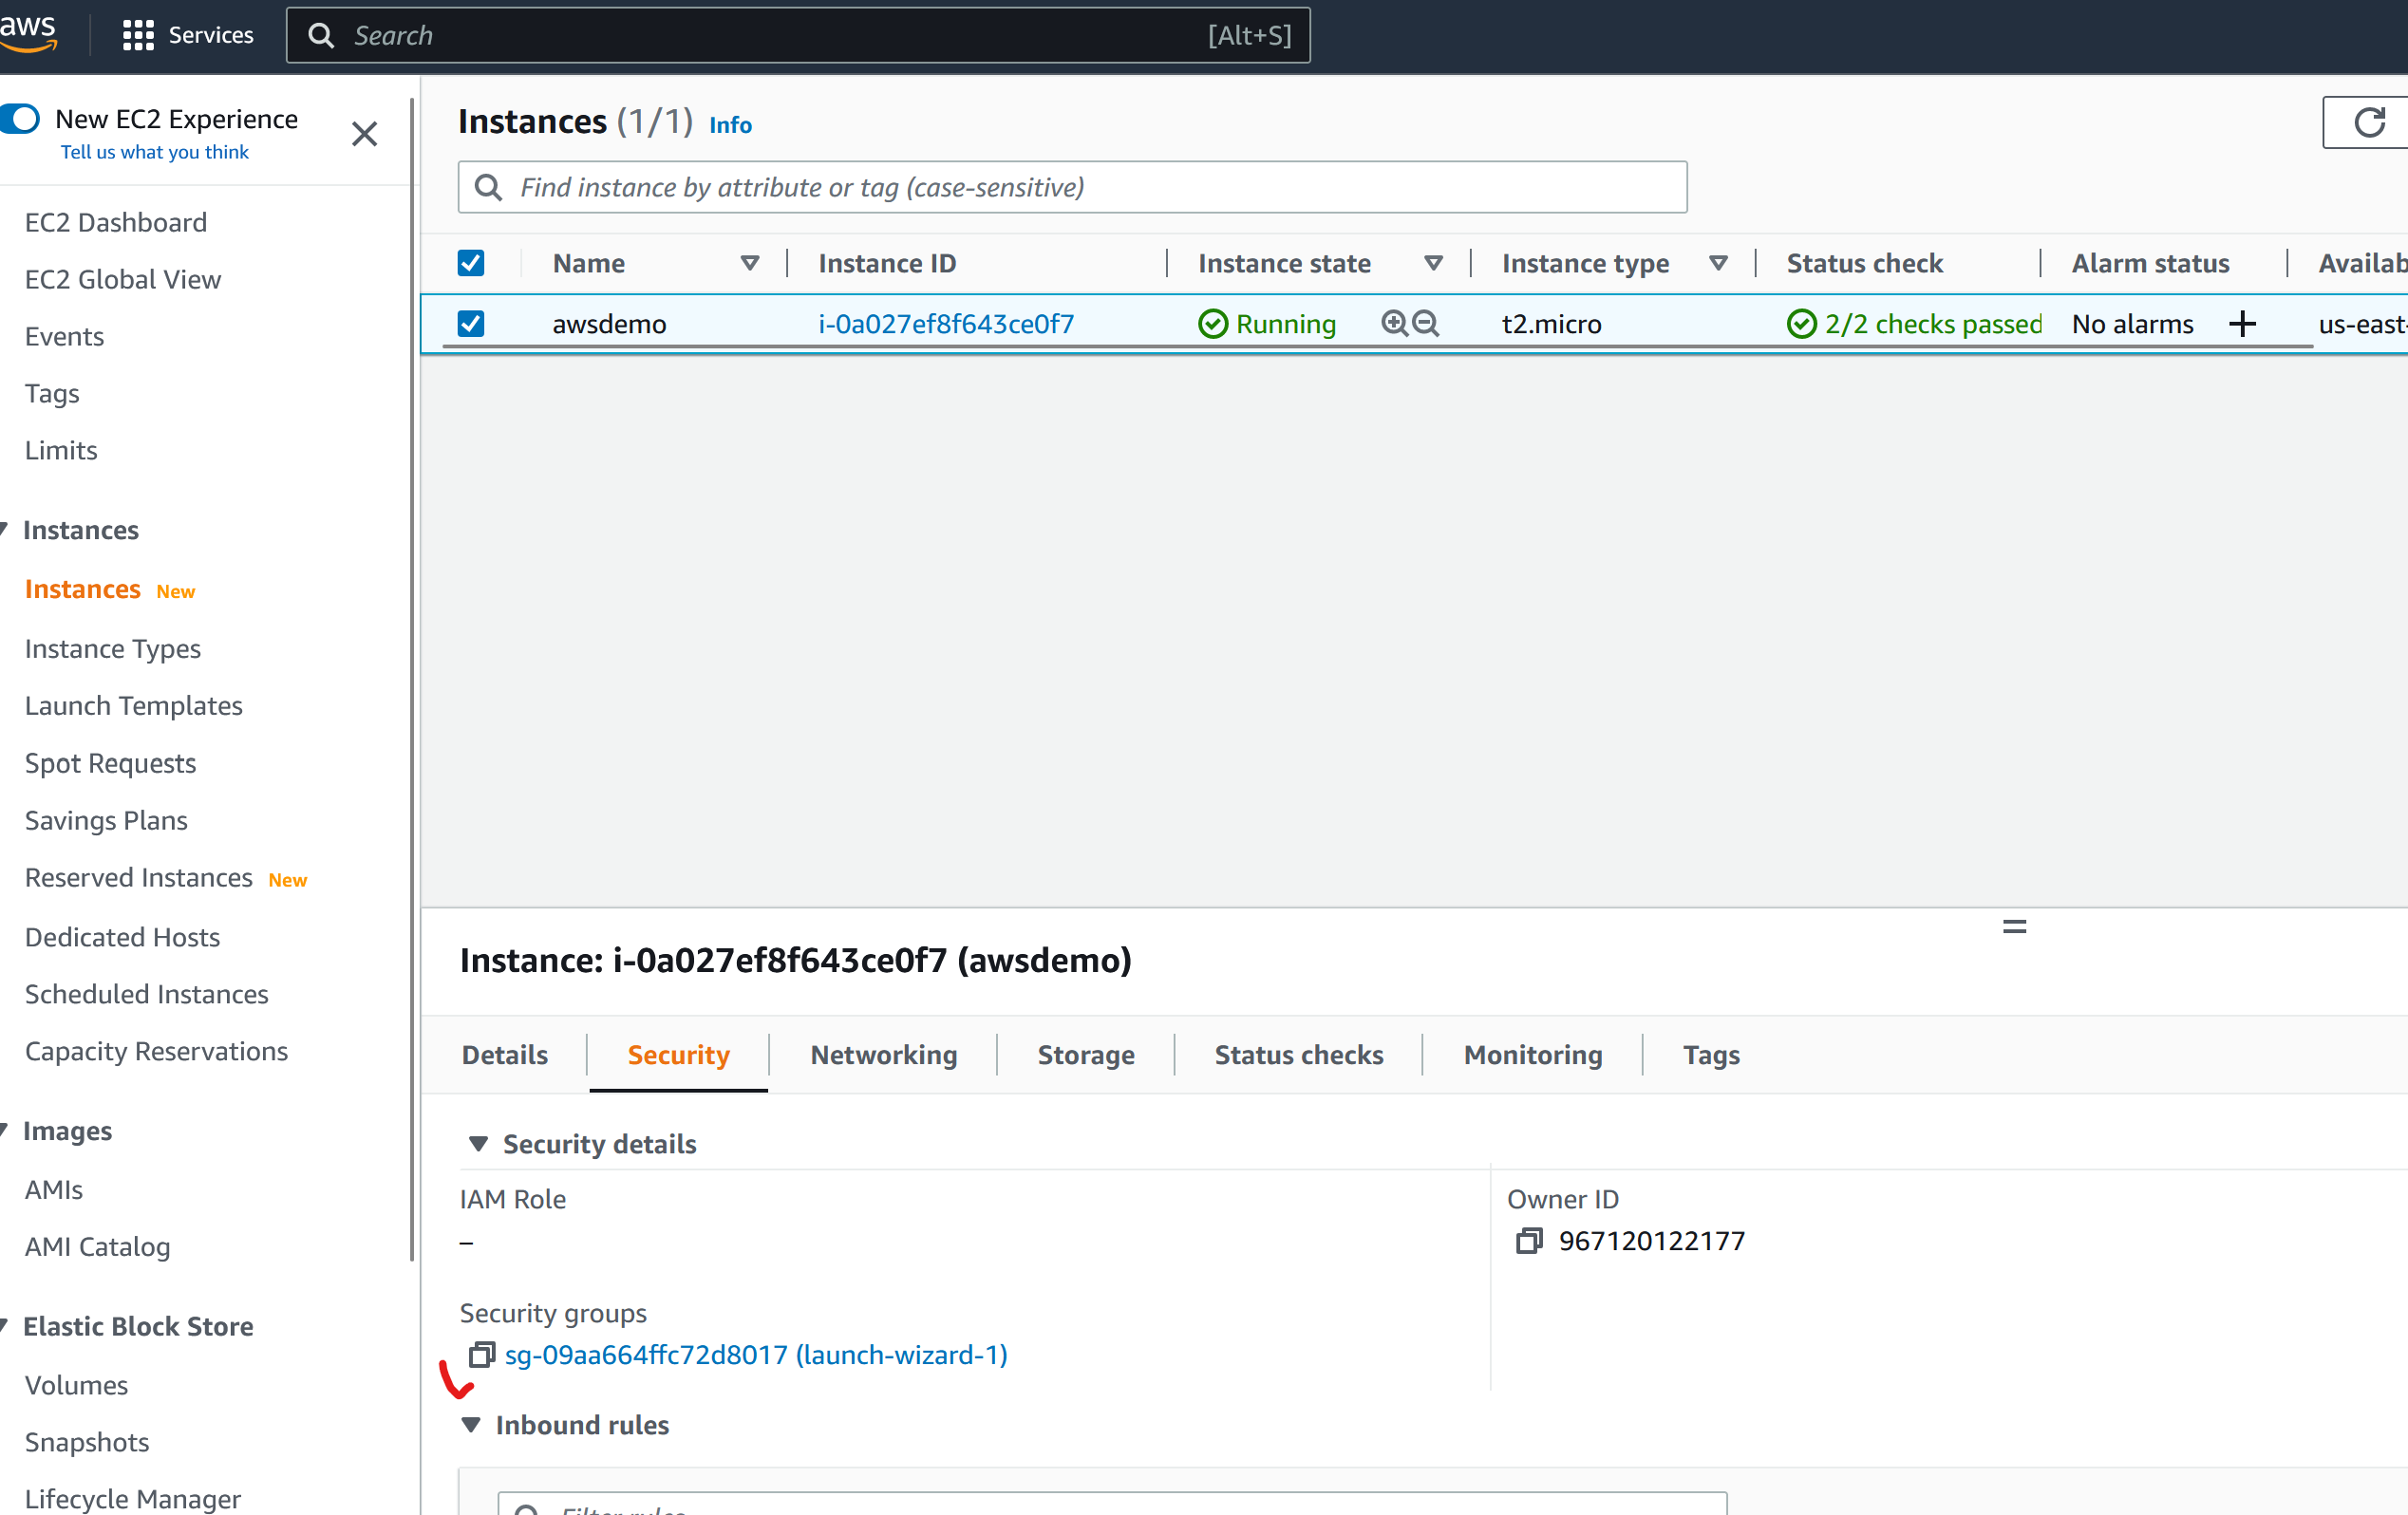 aws
Services
Search
[Alt+S]
New EC2 Experience
Tell us what you think
EC2 Dashboard
EC2 Global View
Events
Tags
Limits
Instances
Instances New
Instance Types
Launch Templates
Spot Requests
Savings Plans
Reserved Instances New
Dedicated Hosts
Scheduled Instances
Capacity Reservations
Images
AMIs
AMI Catalog
Elastic Block Store
Volumes
Snapshots
Lifecycle Manager
Instances (1/1) Info
Find instance by attribute or tag (case-sensitive)
Name Instance ID Instance state Instance type Status check Alarm status Availab
awsdemo i-0a027ef8f643ce0f7 Running t2.micro 2/2 checks passed No alarms + us-east-
Instance: i-0a027ef8f643ce0f7 (awsdemo)
Details Security Networking Storage Status checks Monitoring Tags
Security details
IAM Role
–
Owner ID
967120122177
Security groups
sg-09aa664ffc72d8017 (launch-wizard-1)
Inbound rules
Filter rules